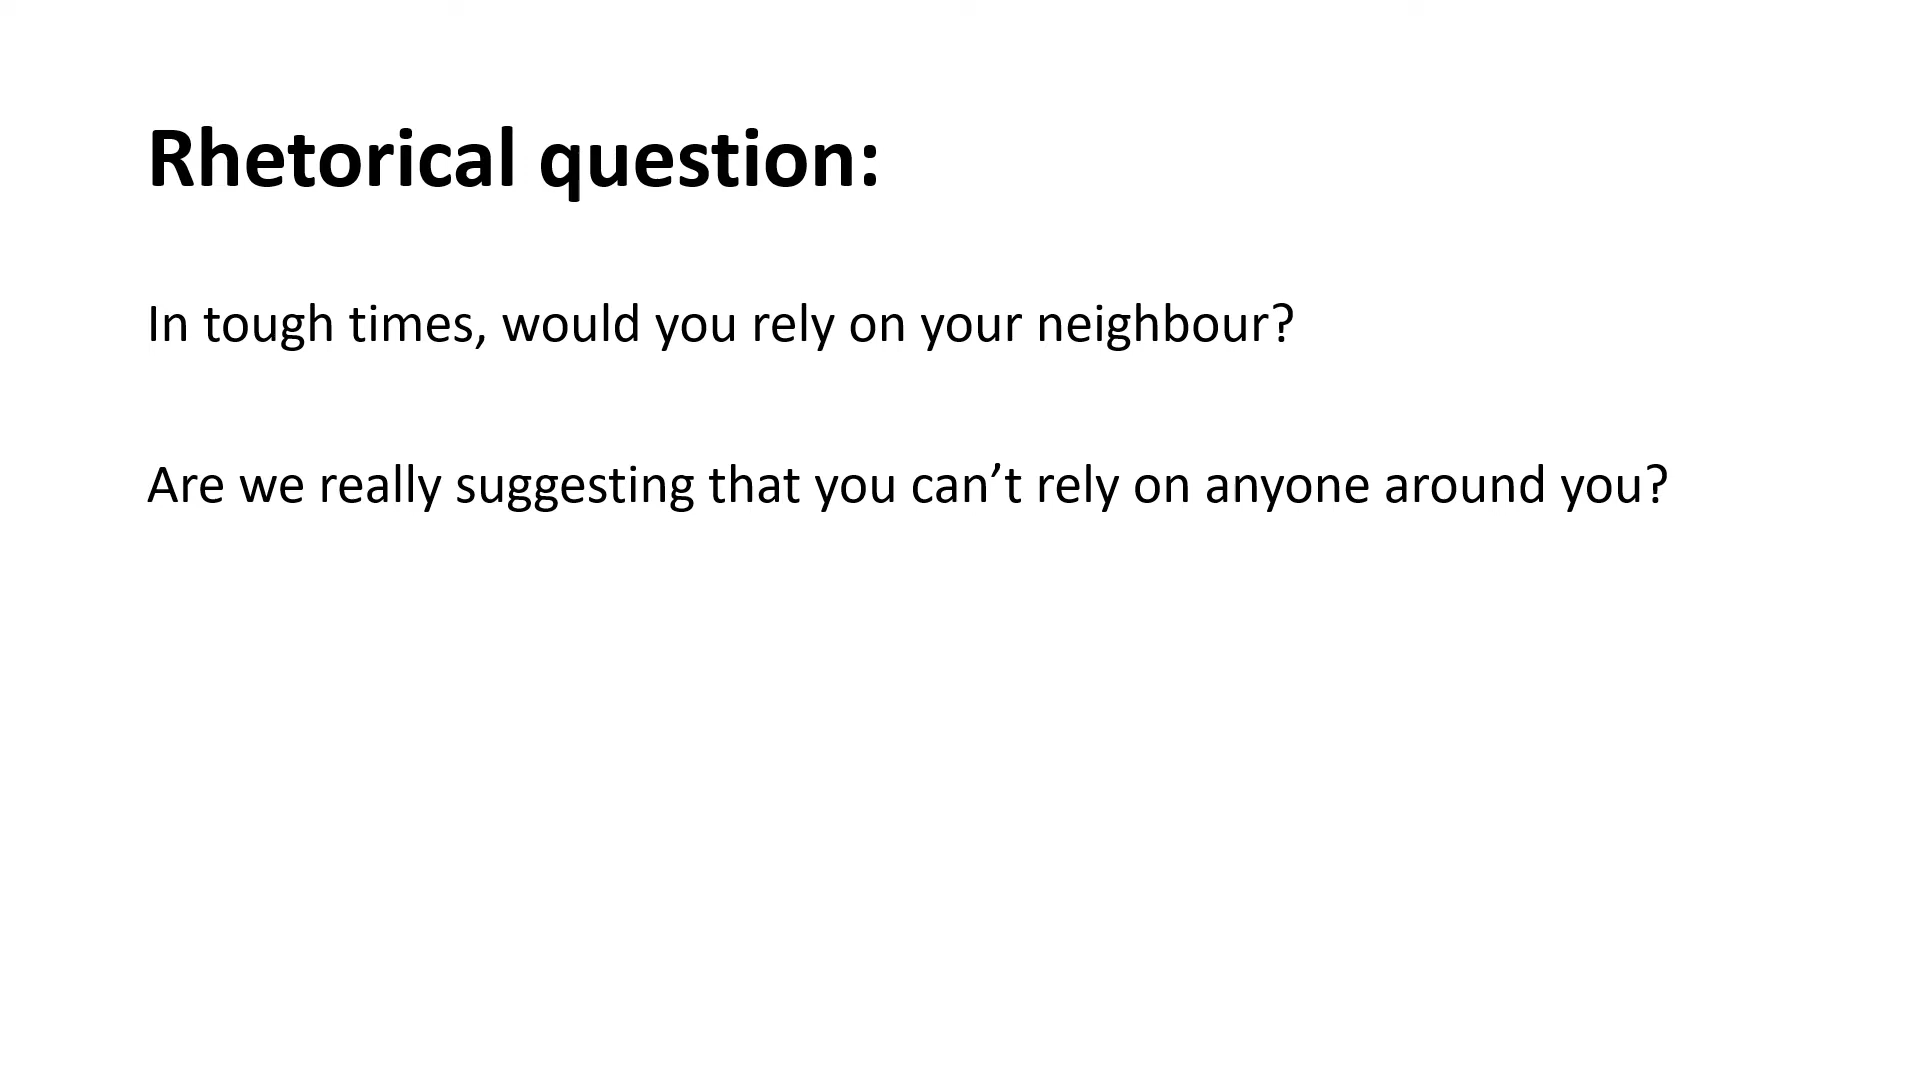 Rhetorical question:
In tough times, would you rely on your neighbour?
Are we really suggesting that you can’t rely on anyone around you?